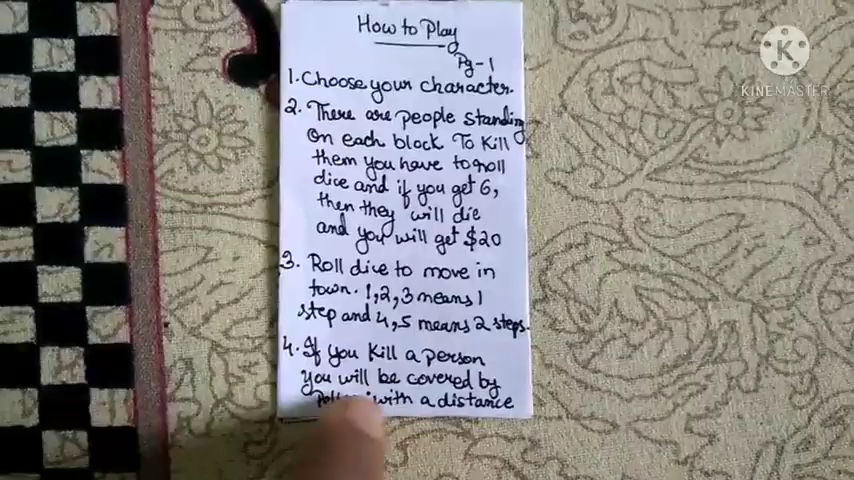 How to Play
Pg-1
1. Choose your character.
2. There are people standing
on each block To Kill
them you have to roll
dice and if you get 6,
then they will die
and you will get $20
3. Roll dice to move in
town. 1,2,3 means 1
step and 4,5 means 2 steps.
4. If you Kill a person
you will be covered by
with a distance
K
KINEMASTER